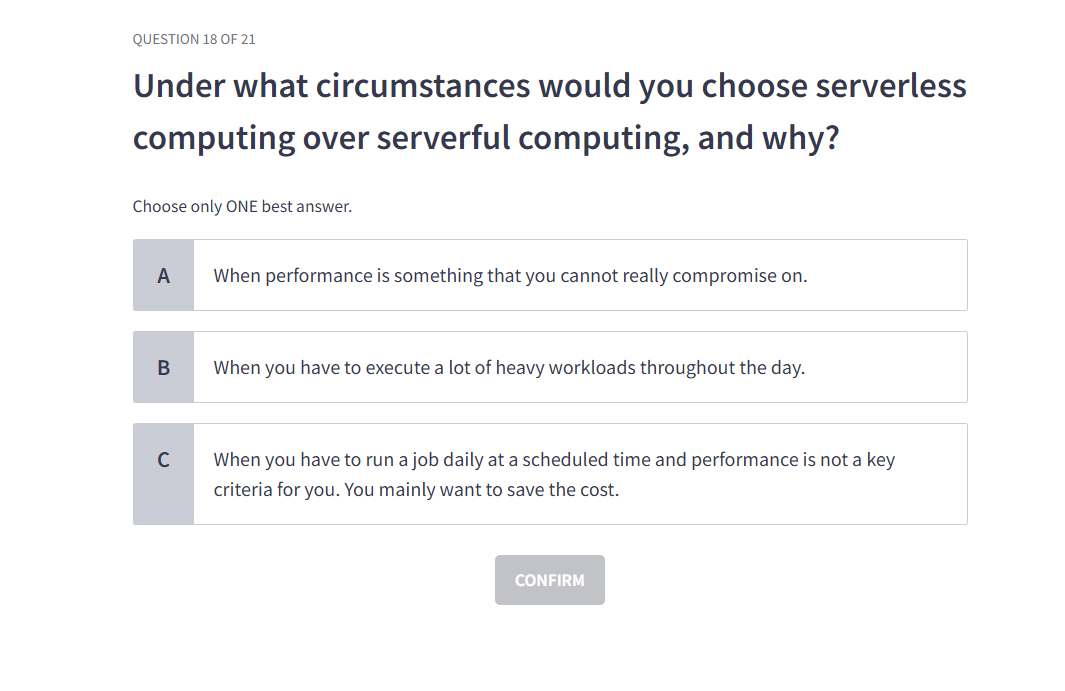 QUESTION 18 OF 21
Under what circumstances would you choose serverless
computing over serverful computing, and why?
Choose only ONE best answer.
A
When performance is something that you cannot really compromise on.
B
When you have to execute a lot of heavy workloads throughout the day.
C
When you have to run a job daily at a scheduled time and performance is not a key
criteria for you. You mainly want to save the cost.
CONFIRM